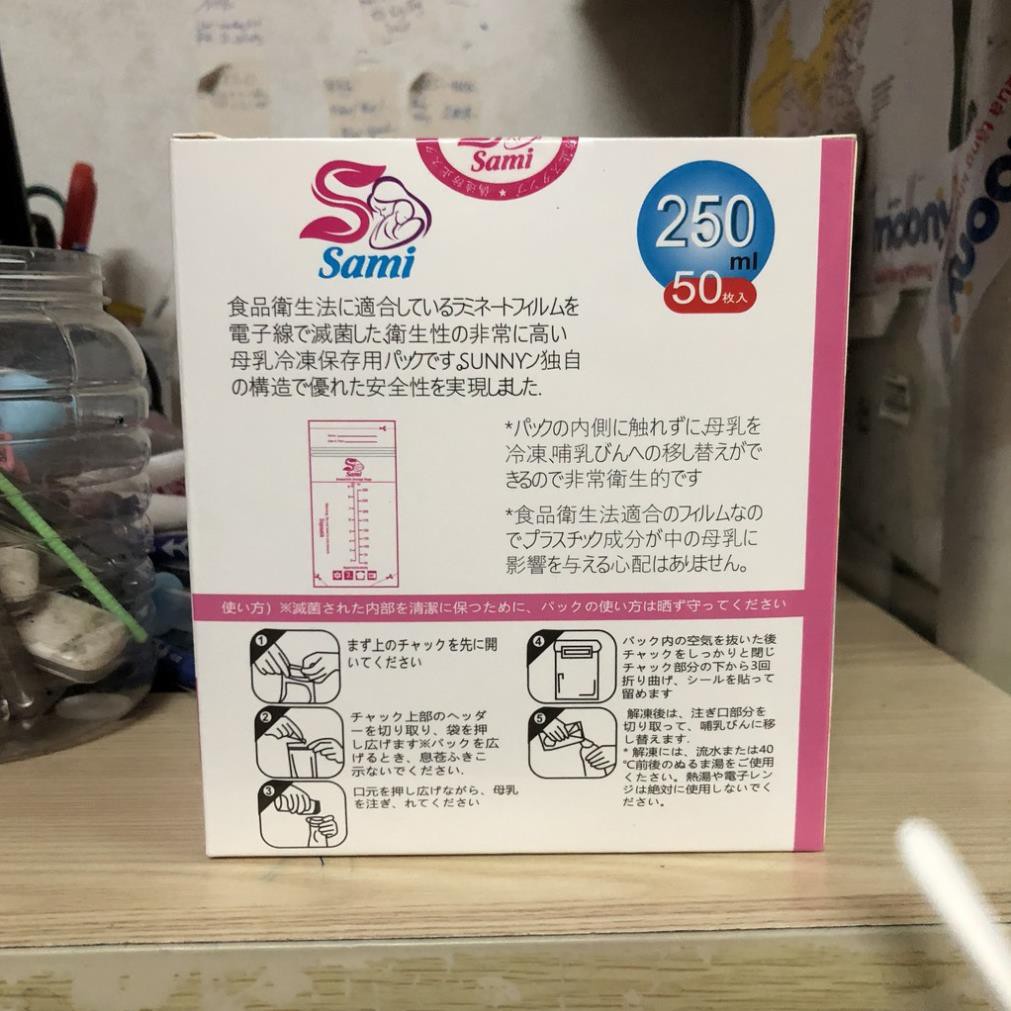 Sami
Sami
250
ml
50枚入
食品衛生法に適合しているラミネートフィルムを
電子線で滅菌した,衛生性の非常に高い
母乳冷凍保存用パックです。SUNNYン独自
の構造で優れた安全性を実現しました.
*パックの内側に触れずに,母乳を
冷凍、哺乳びんへの移し替えがで
きるので非常衛生的です
*食品衛生法適合のフィルムなの
で、プラスチック成分が中の母乳に
影響を与える心配はありません。
Sami
使い方）※滅菌された内部を清潔に保つために、パックの使い方は晒ず守ってください
1
まず上のチャックを先に開
いてください
2
チャック上部のヘッダ
ーを切り取り、袋を押
し広げます※パックを広
げるとき、息苍ふきこ
示ないでください.
3
口元を押し広げながら、母乳
を注ぎ、れてください
4
パック内の空気を抜いた後
チャックをしっかりと閉じ
チャック部分の下から3回
折り曲げ、シールを貼って
留めます
5
解凍後は、注ぎ口部分を
切り取って、哺乳びんに移
し替えます.
*解凍には、流水または40
℃前後のぬるま湯をご使用
くたさい。熱湯や電子レン
ジは絶対に使用しないでく
ださい。
moony